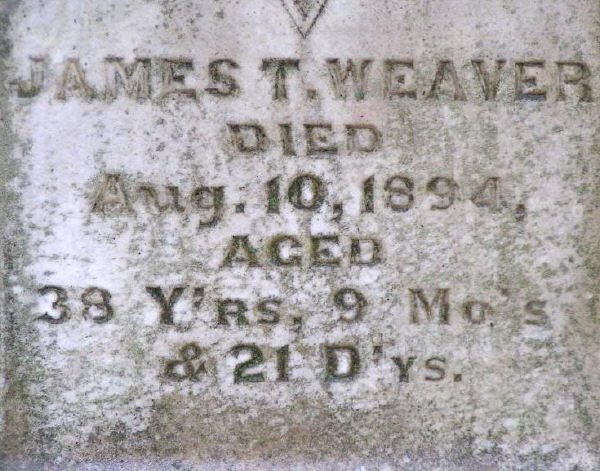 JAMES T. WEAVER
DIED
Aug. 10, 1894,
AGED
38 Y'RS, 9 Mo's
& 21 D'YS.